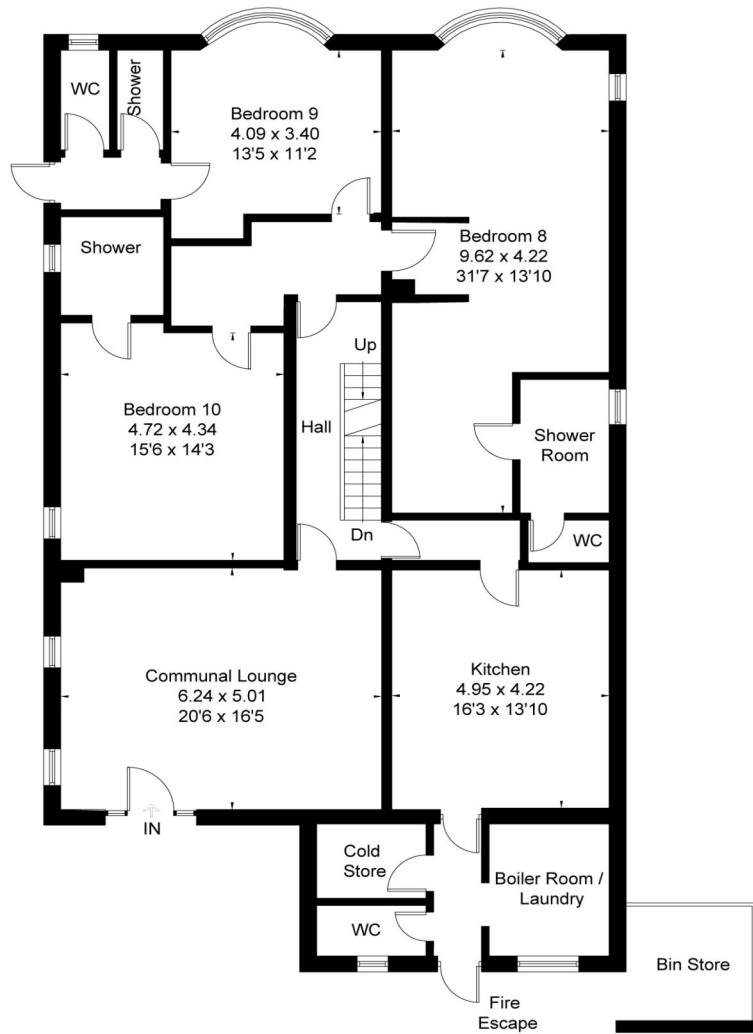 WC
Shower
Bedroom 9
4.09 x 3.40
13'5 x 11'2
Shower
Bedroom 8
9.62 x 4.22
31'7 x 13'10
Up
Bedroom 10
4.72 x 4.34
15'6 x 14'3
Hall
Shower
Room
Dn
WC
Communal Lounge
6.24 x 5.01
20'6 x 16'5
Kitchen
4.95 x 4.22
16'3 x 13'10
IN
Cold
Store
Boiler Room /
Laundry
WC
Bin Store
Fire
Escape